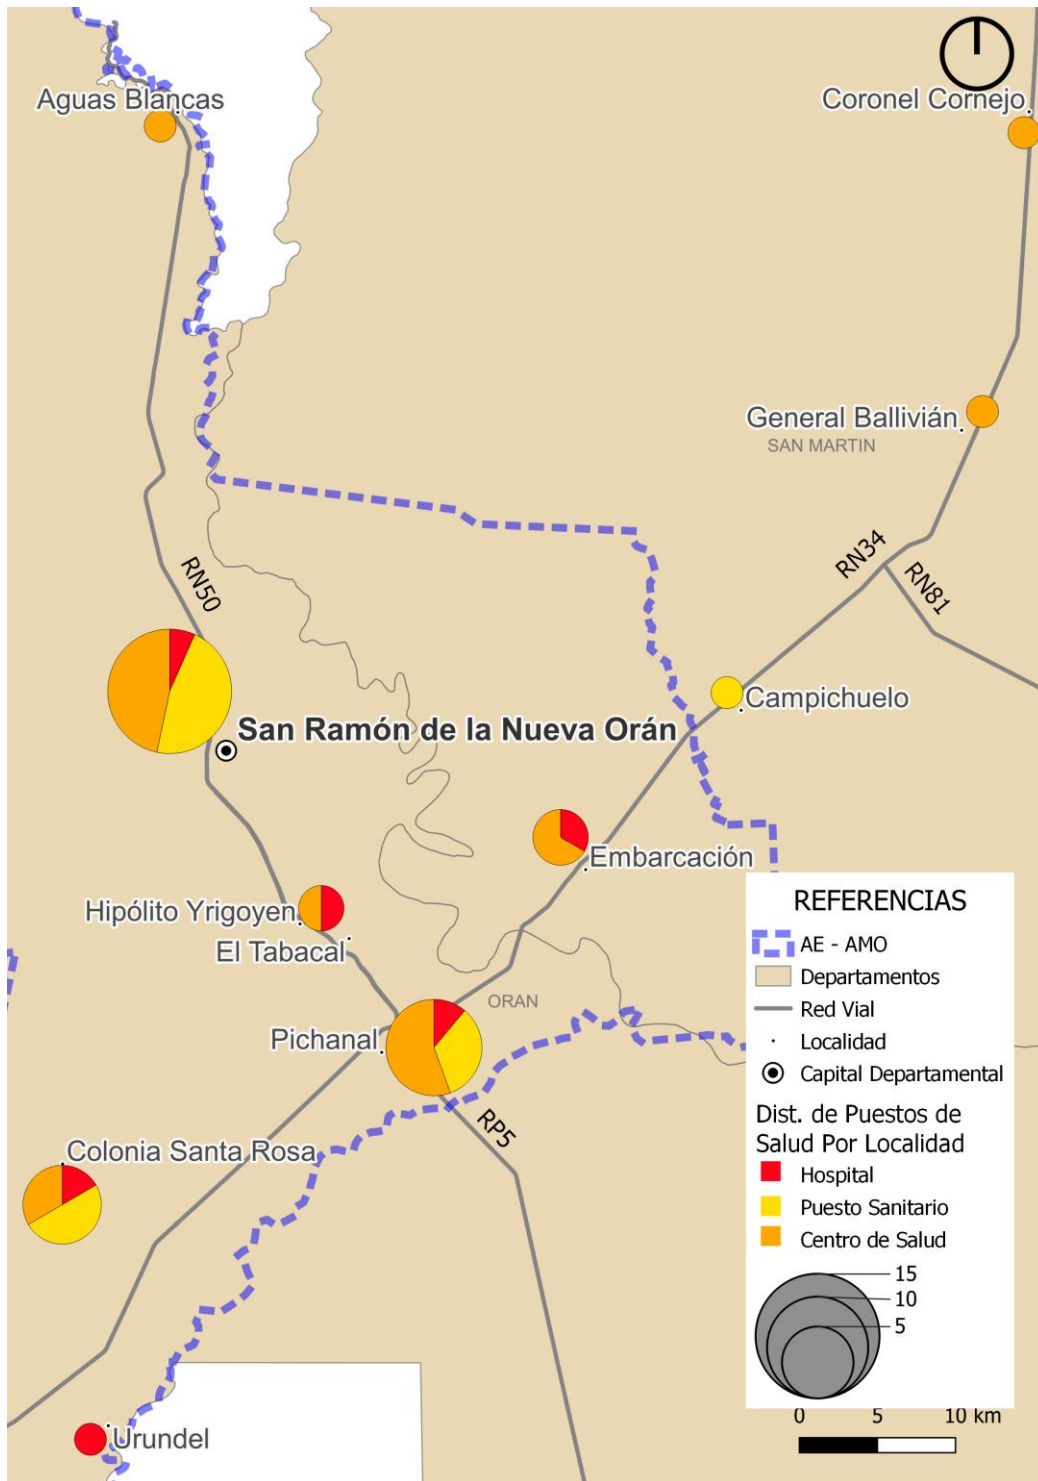 Aguas Blancas
Coronel Cornejo
General Ballivián
SAN MARTIN
RN34
RN81
RN50
Campichuelo
San Ramón de la Nueva Orán
Embarcación
Hipólito Yrigoyen
El Tabacal
ORAN
Pichanal
RP5
Colonia Santa Rosa
Urundel
REFERENCIAS
AE - AMO
Departamentos
Red Vial
Localidad
Capital Departamental
Dist. de Puestos de
Salud Por Localidad
Hospital
Puesto Sanitario
Centro de Salud
15
10
5
0 5 10 km